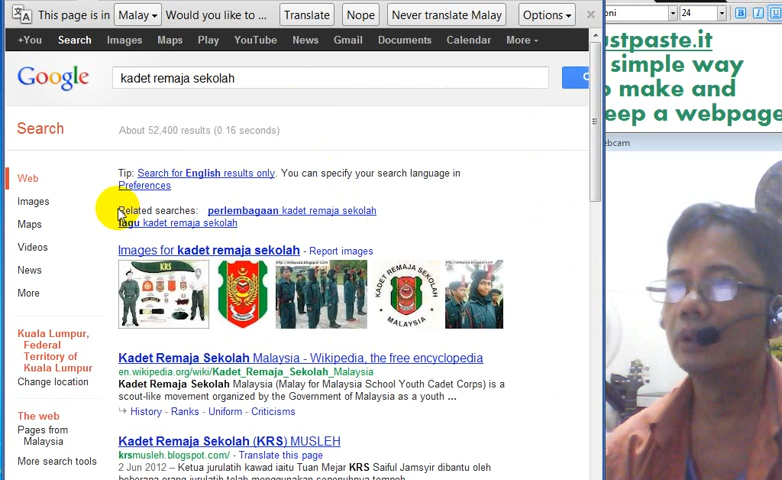 This page is in Malay Would you like to ... Translate Nope Never translate Malay Options
oni 24 B I U
+You Search Images Maps Play YouTube News Gmail Documents Calendar More
Google kadet remaja sekolah
Search About 52,400 results (0.16 seconds)
Tip: Search for English results only. You can specify your search language in
Preferences
Related searches: perlembagaan kadet remaja sekolah
lagu kadet remaja sekolah
Images for kadet remaja sekolah - Report images
KRS
KADET REMAJA SEKOLAH
MALAYSIA
Kadet Remaja Sekolah Malaysia - Wikipedia, the free encyclopedia
en.wikipedia.org/wiki/Kadet_Remaja_Sekolah_Malaysia
Kadet Remaja Sekolah Malaysia (Malay for Malaysia School Youth Cadet Corps) is a
scout-like movement organized by the Government of Malaysia as a youth ...
History - Ranks - Uniform - Criticisms
Kadet Remaja Sekolah (KRS) MUSLEH
krsmusleh.blogspot.com/ - Translate this page
2 Jun 2012 – Ketua jurulatih kawad iaitu Tuan Mejar KRS Saiful Jamsyir dibantu oleh
beberapa orang jurulatih telah menggunakan sepenuhnya tempoh
Web
Images
Maps
Videos
News
More
Kuala Lumpur,
Federal
Territory of
Kuala Lumpur
Change location
The web
Pages from
Malaysia
More search tools
ustpaste.it
simple way
o make and
eep a webpage
ebcam